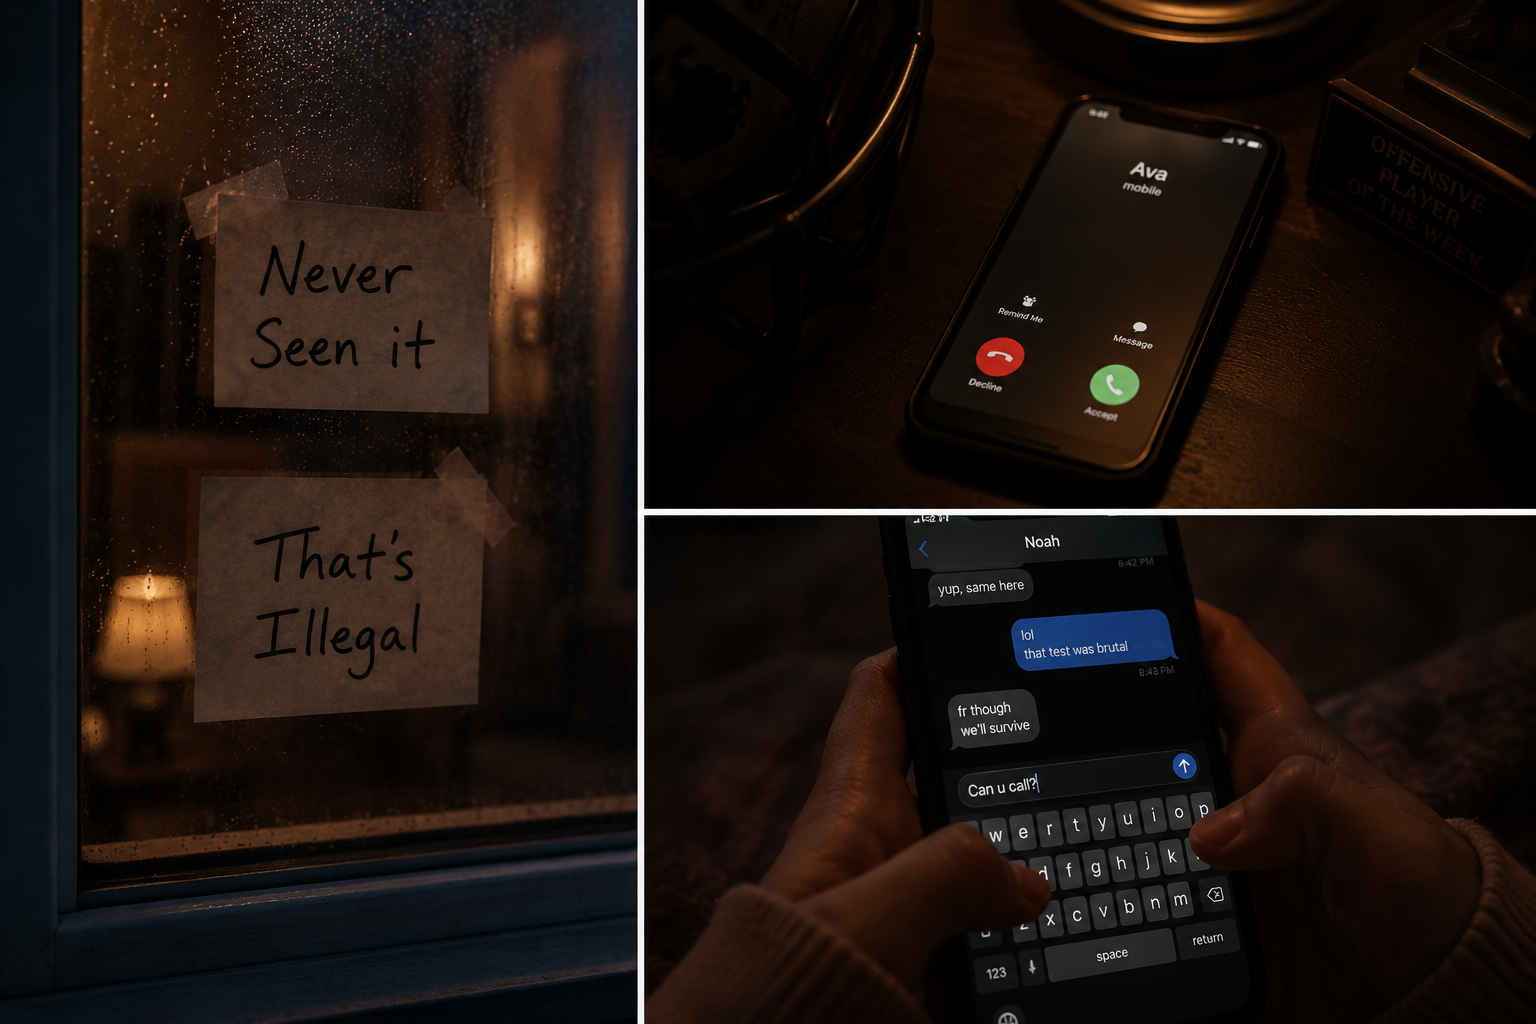 Never
Seen it
That's
Illegal
Ava
mobile
Remind Me
Message
Decline
Accept
OFFENSIVE
PLAYER
OF THE WEEK
Noah
8:42 PM
yup, same here
lol
that test was brutal
8:43 PM
fr though
we'll survive
Can u call?
w e r t y u i o p
d f g h j k
z x c v b n m
123 space return